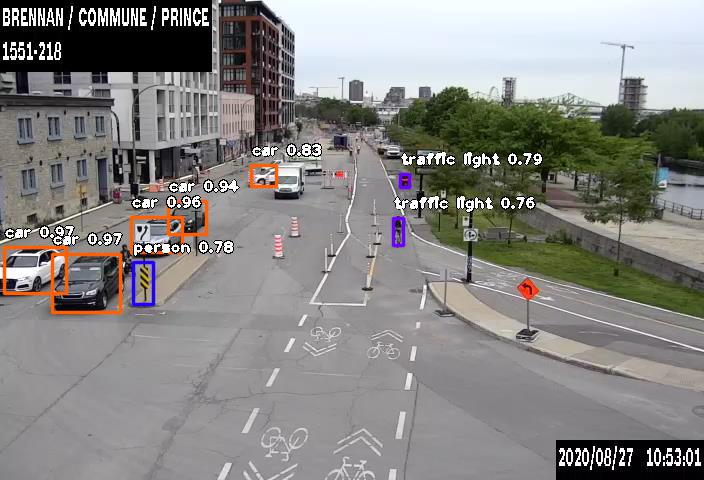 BRENNAN / COMMUNE / PRINCE
1551-218
car 0.83
traffic light 0.79
car 0.94
car 0.96
traffic light 0.76
car 0.97
car 0.97
person 0.78
2020/08/27 10:53:01